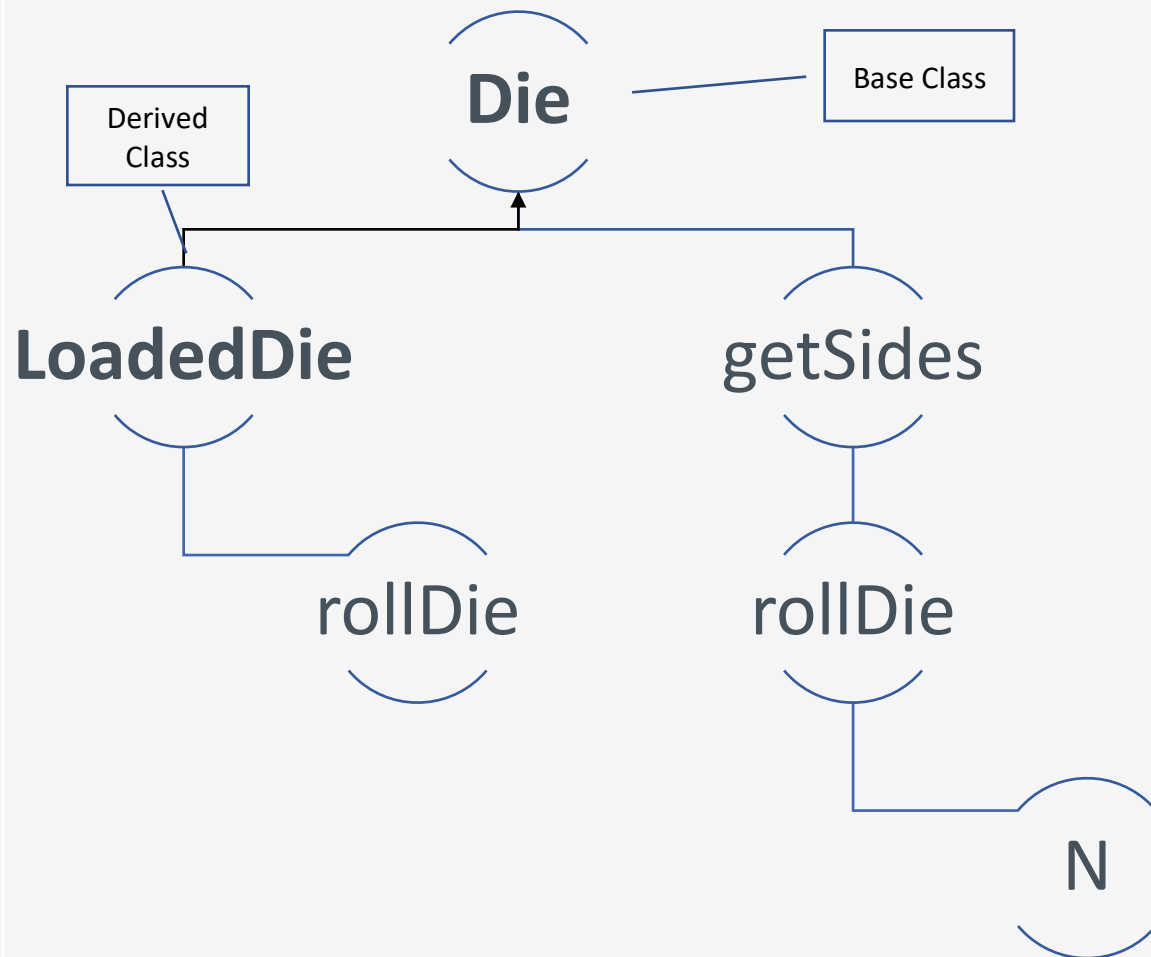 Die
Base Class
Derived
Class
LoadedDie
getSides
rollDie
rollDie
N